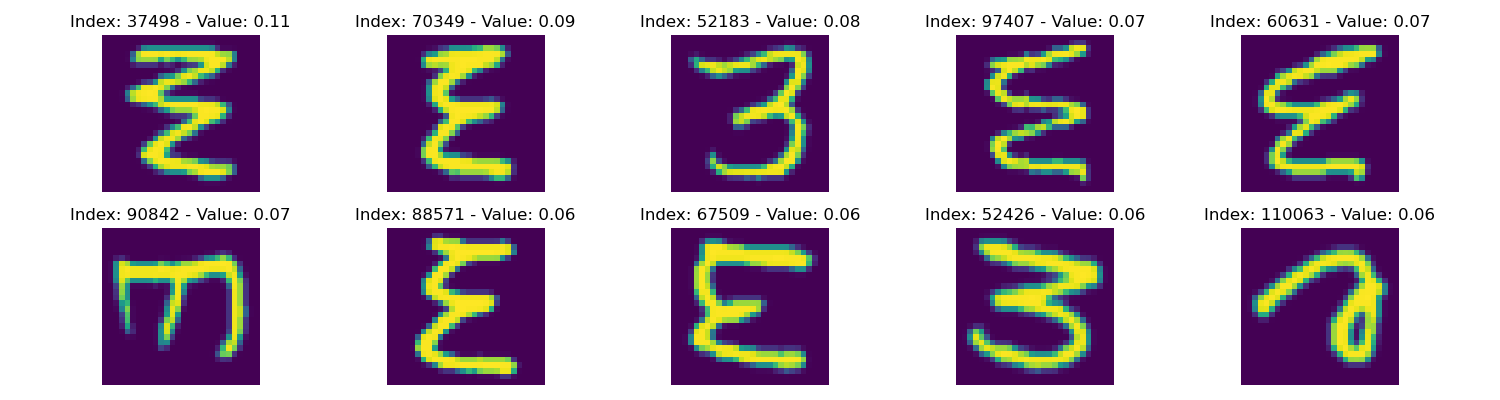 Index: 37498 - Value: 0.11 Index: 70349 - Value: 0.09 Index: 52183 - Value: 0.08 Index: 97407 - Value: 0.07 Index: 60631 - Value: 0.07
Index: 90842 - Value: 0.07 Index: 88571 - Value: 0.06 Index: 67509 - Value: 0.06 Index: 52426 - Value: 0.06 Index: 110063 - Value: 0.06